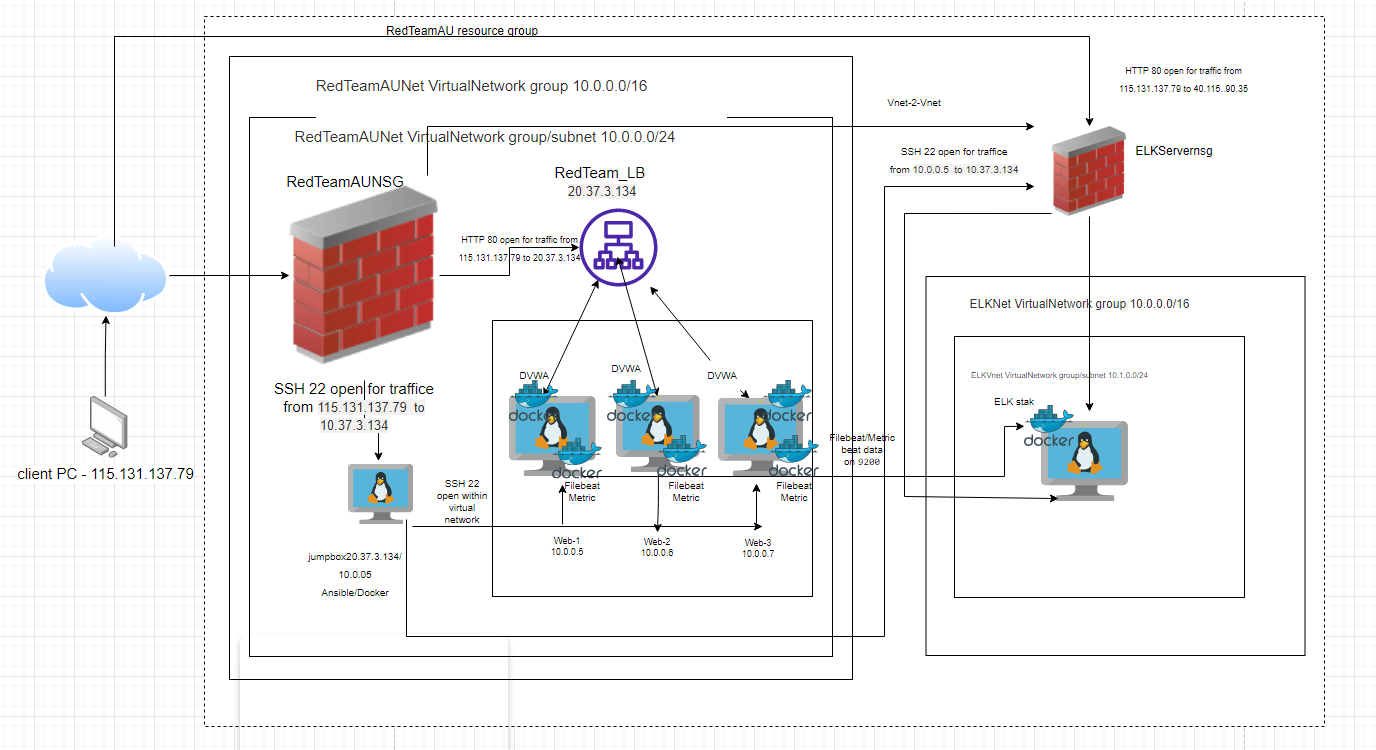 RedTeamAU resource group
RedTeamAUNet VirtualNetwork group 10.0.0.0/16
RedTeamAUNet VirtualNetwork group/subnet 10.0.0.0/24
RedTeamAUNSG
RedTeam_LB
20.37.3.134
HTTP 80 open for traffic from
115.131.137.79 to 20.37.3.134
client PC - 115.131.137.79
SSH 22 open for traffice
from 115.131.137.79 to
10.37.3.134
jumpbox20.37.3.134/
10.0.05
Ansible/Docker
SSH 22
open within
virtual
network
DVWA
docker
docker
Filebeat
Metric
Web-1
10.0.0.5
DVWA
docker
docker
Filebeat
Metric
Web-2
10.0.0.6
DVWA
docker
docker
Filebeat
Metric
Web-3
10.0.0.7
Filebeat/Metric
beat data
on 9200
Vnet-2-Vnet
SSH 22 open for traffice
from 10.0.0.5 to 10.37.3.134
HTTP 80 open for traffic from
115.131.137.79 to 40.115..90.35
ELKServernsg
ELKNet VirtualNetwork group 10.0.0.0/16
ELKVnet VirtualNetwork group/subnet 10.1.0.0/24
ELK stak
docker